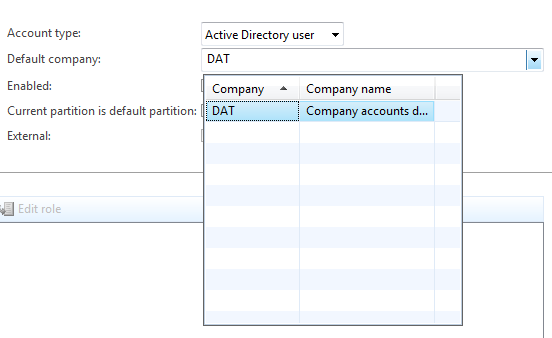 Account type: Active Directory user
Default company: DAT
Enabled:
Company Company name
Current partition is default partition: DAT Company accounts d...
External:
Edit role